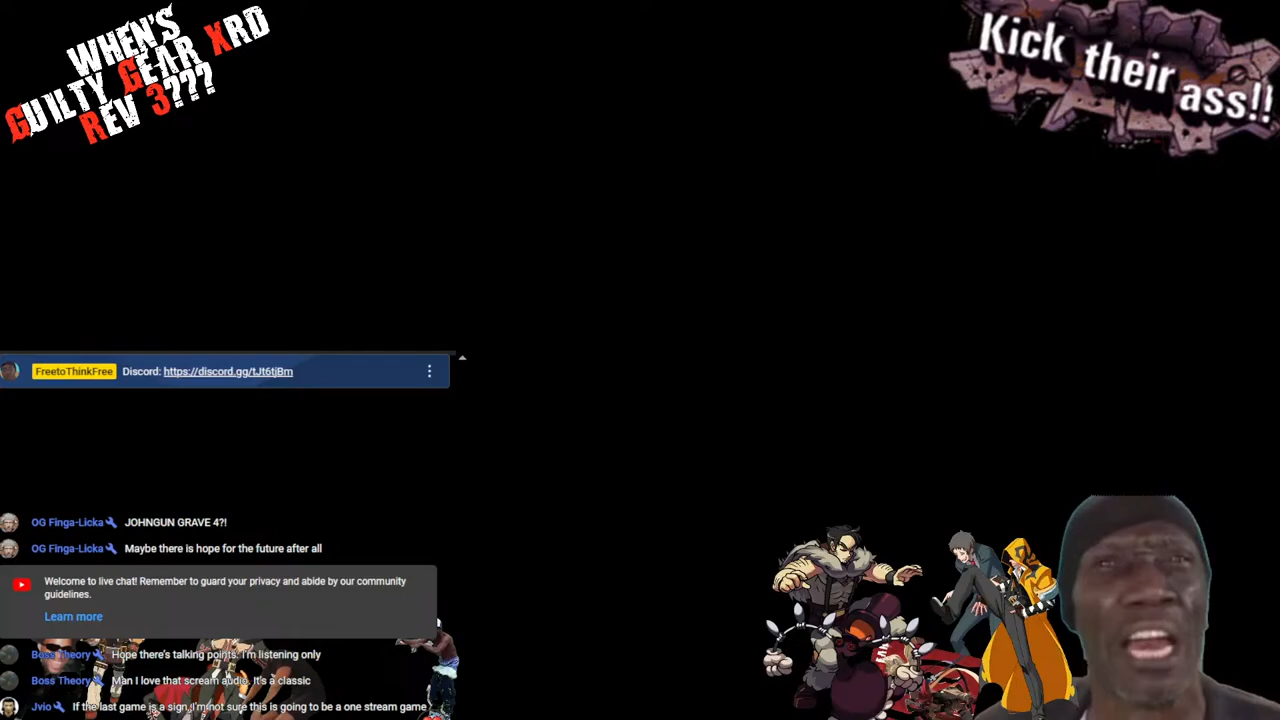 WHEN'S
GUILTY GEAR XRD
REV 3???
Kick their ass!!
FreetoThinkFree Discord: https://discord.gg/tJt6tjBm
OG Finga-Licka JOHNGUN GRAVE 4?!
OG Finga-Licka Maybe there is hope for the future after all
Welcome to live chat! Remember to guard your privacy and abide by our community
guidelines.
Learn more
Boss Theory Hope there's talking points. I'm listening only
Boss Theory Man I love that scream audio. It's a classic
Jvio If the last game is a sign, I'm not sure this is going to be a one stream game